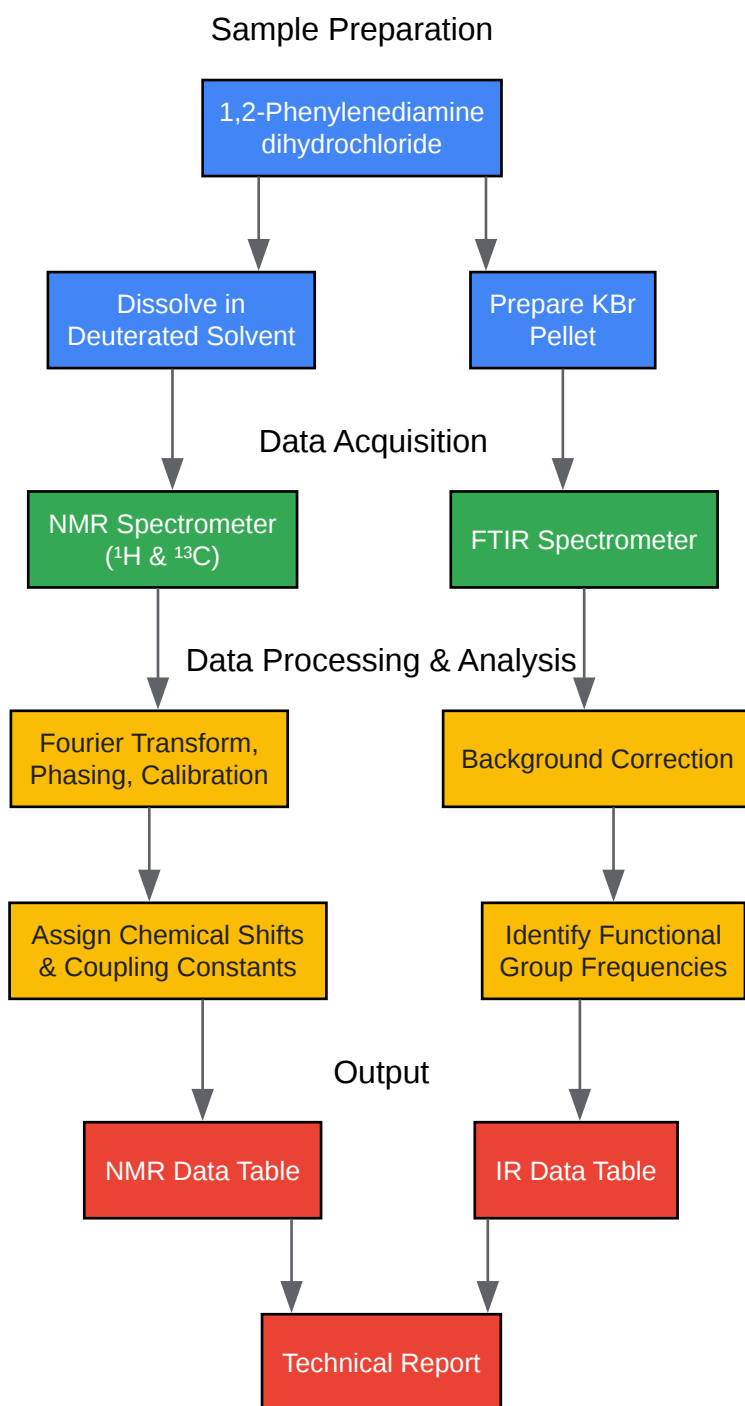 Sample Preparation
1,2-Phenylenediamine
dihydrochloride
Dissolve in
Deuterated Solvent
Prepare KBr
Pellet
Data Acquisition
NMR Spectrometer
(¹H & ¹³C)
FTIR Spectrometer
Data Processing & Analysis
Fourier Transform,
Phasing, Calibration
Background Correction
Assign Chemical Shifts
& Coupling Constants
Identify Functional
Group Frequencies
Output
NMR Data Table
IR Data Table
Technical Report